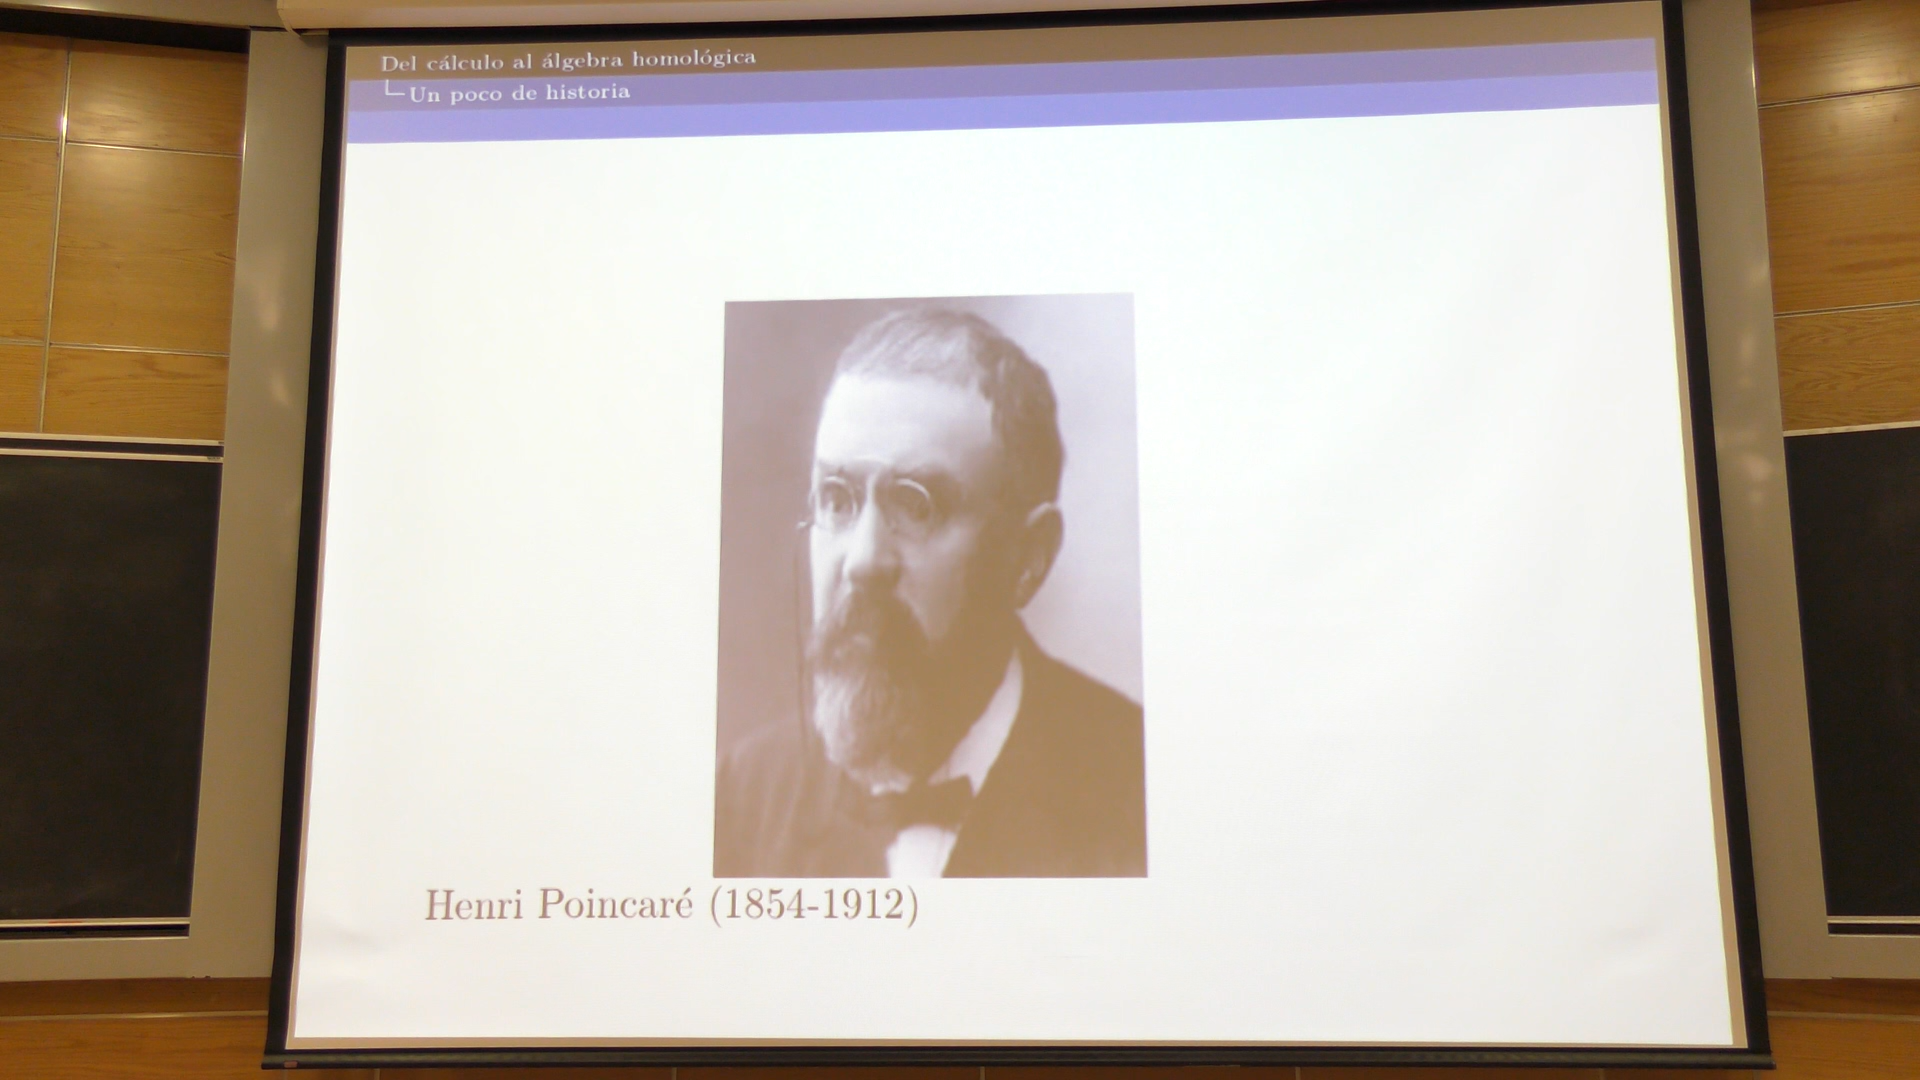 Del cálculo al álgebra homológica
Un poco de historia
Henri Poincaré (1854-1912)